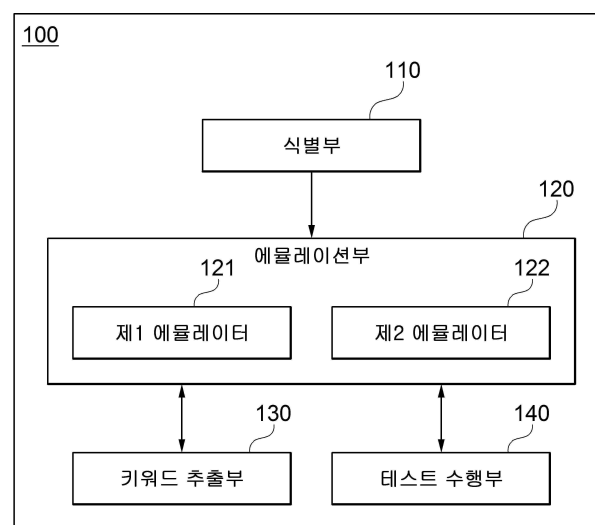 100
110
식별부
120
에뮬레이션부
121
122
제1 에뮬레이터
제2 에뮬레이터
130
140
키워드 추출부
테스트 수행부